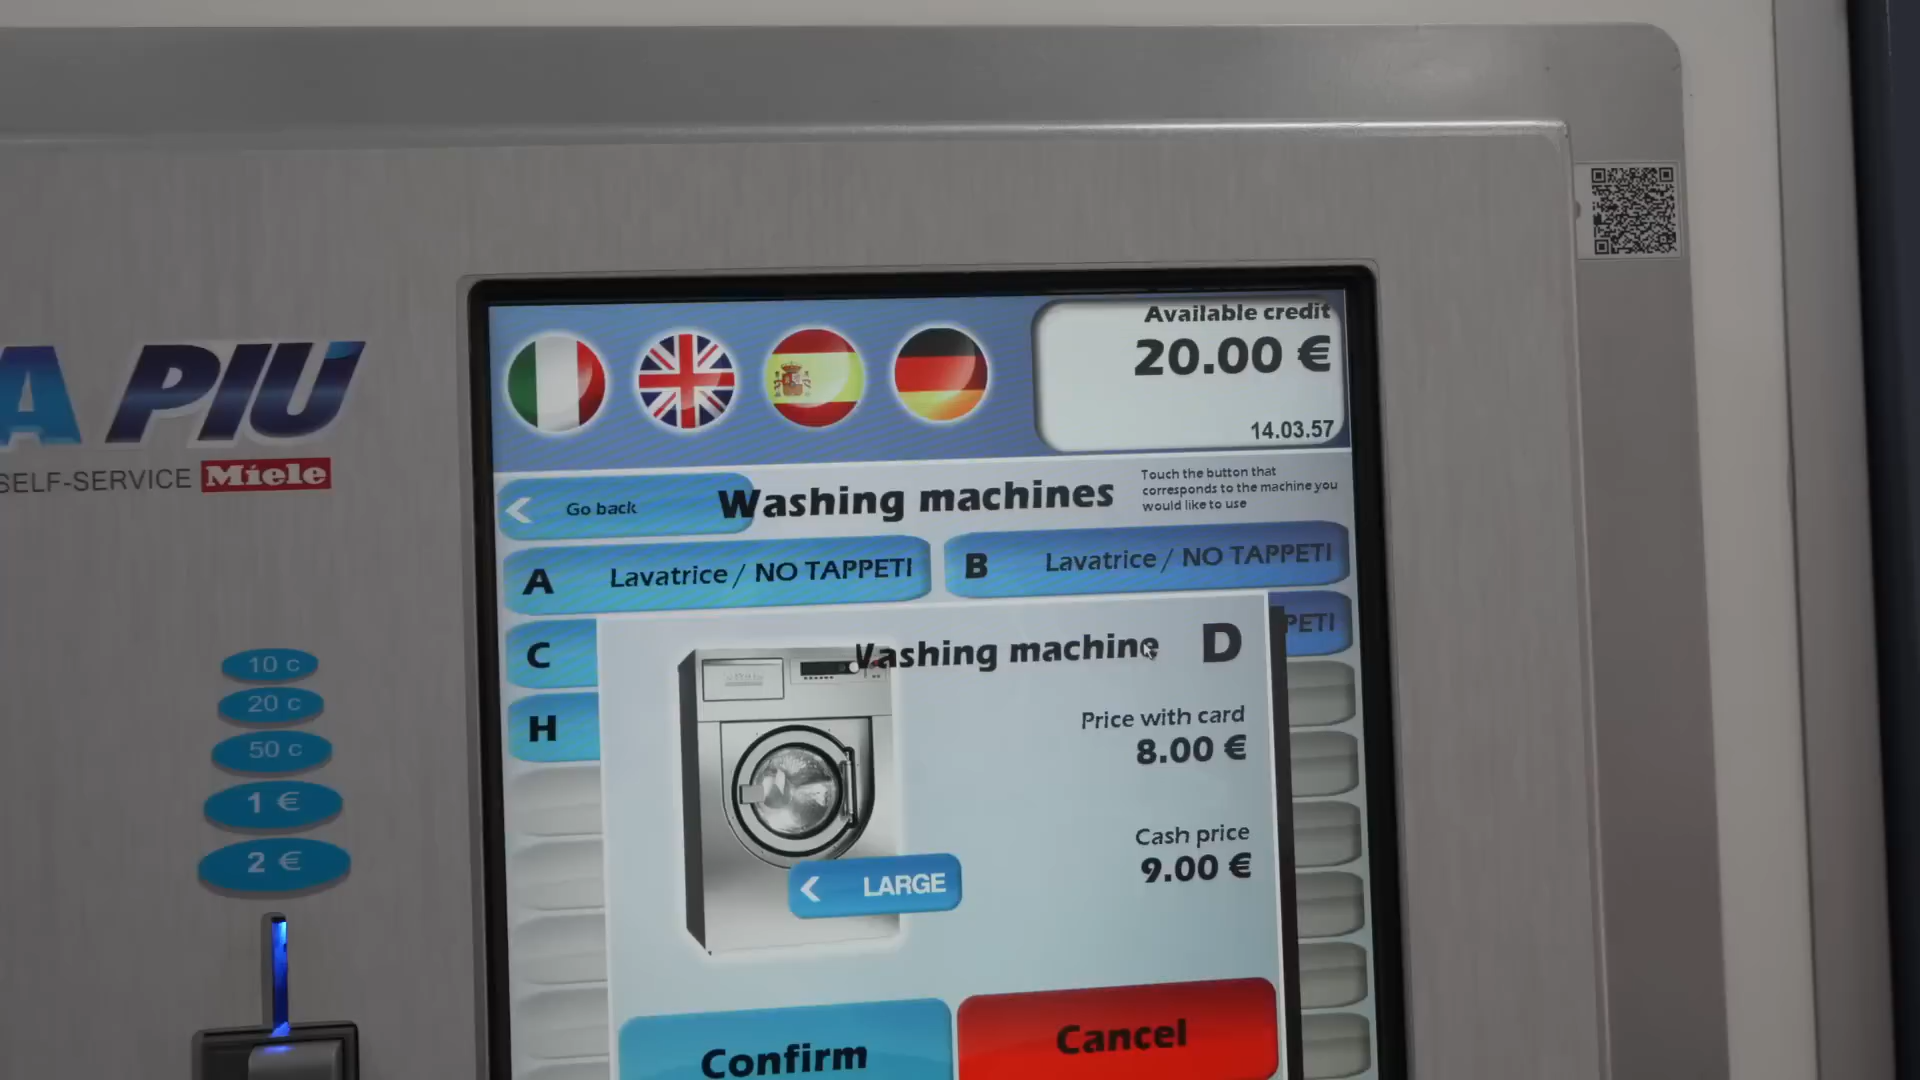 A PIÙ
SELF-SERVICE Miele
10 c
20 c
50 c
1 €
2 €
Available credit
20.00 €
14.03.57
Go back
Washing machines
Touch the button that
corresponds to the machine you
would like to use
A Lavatrice / NO TAPPETI
B Lavatrice / NO TAPPETI
C
PETI
H
Washing machine D
Price with card
8.00 €
Cash price
9.00 €
LARGE
Confirm
Cancel